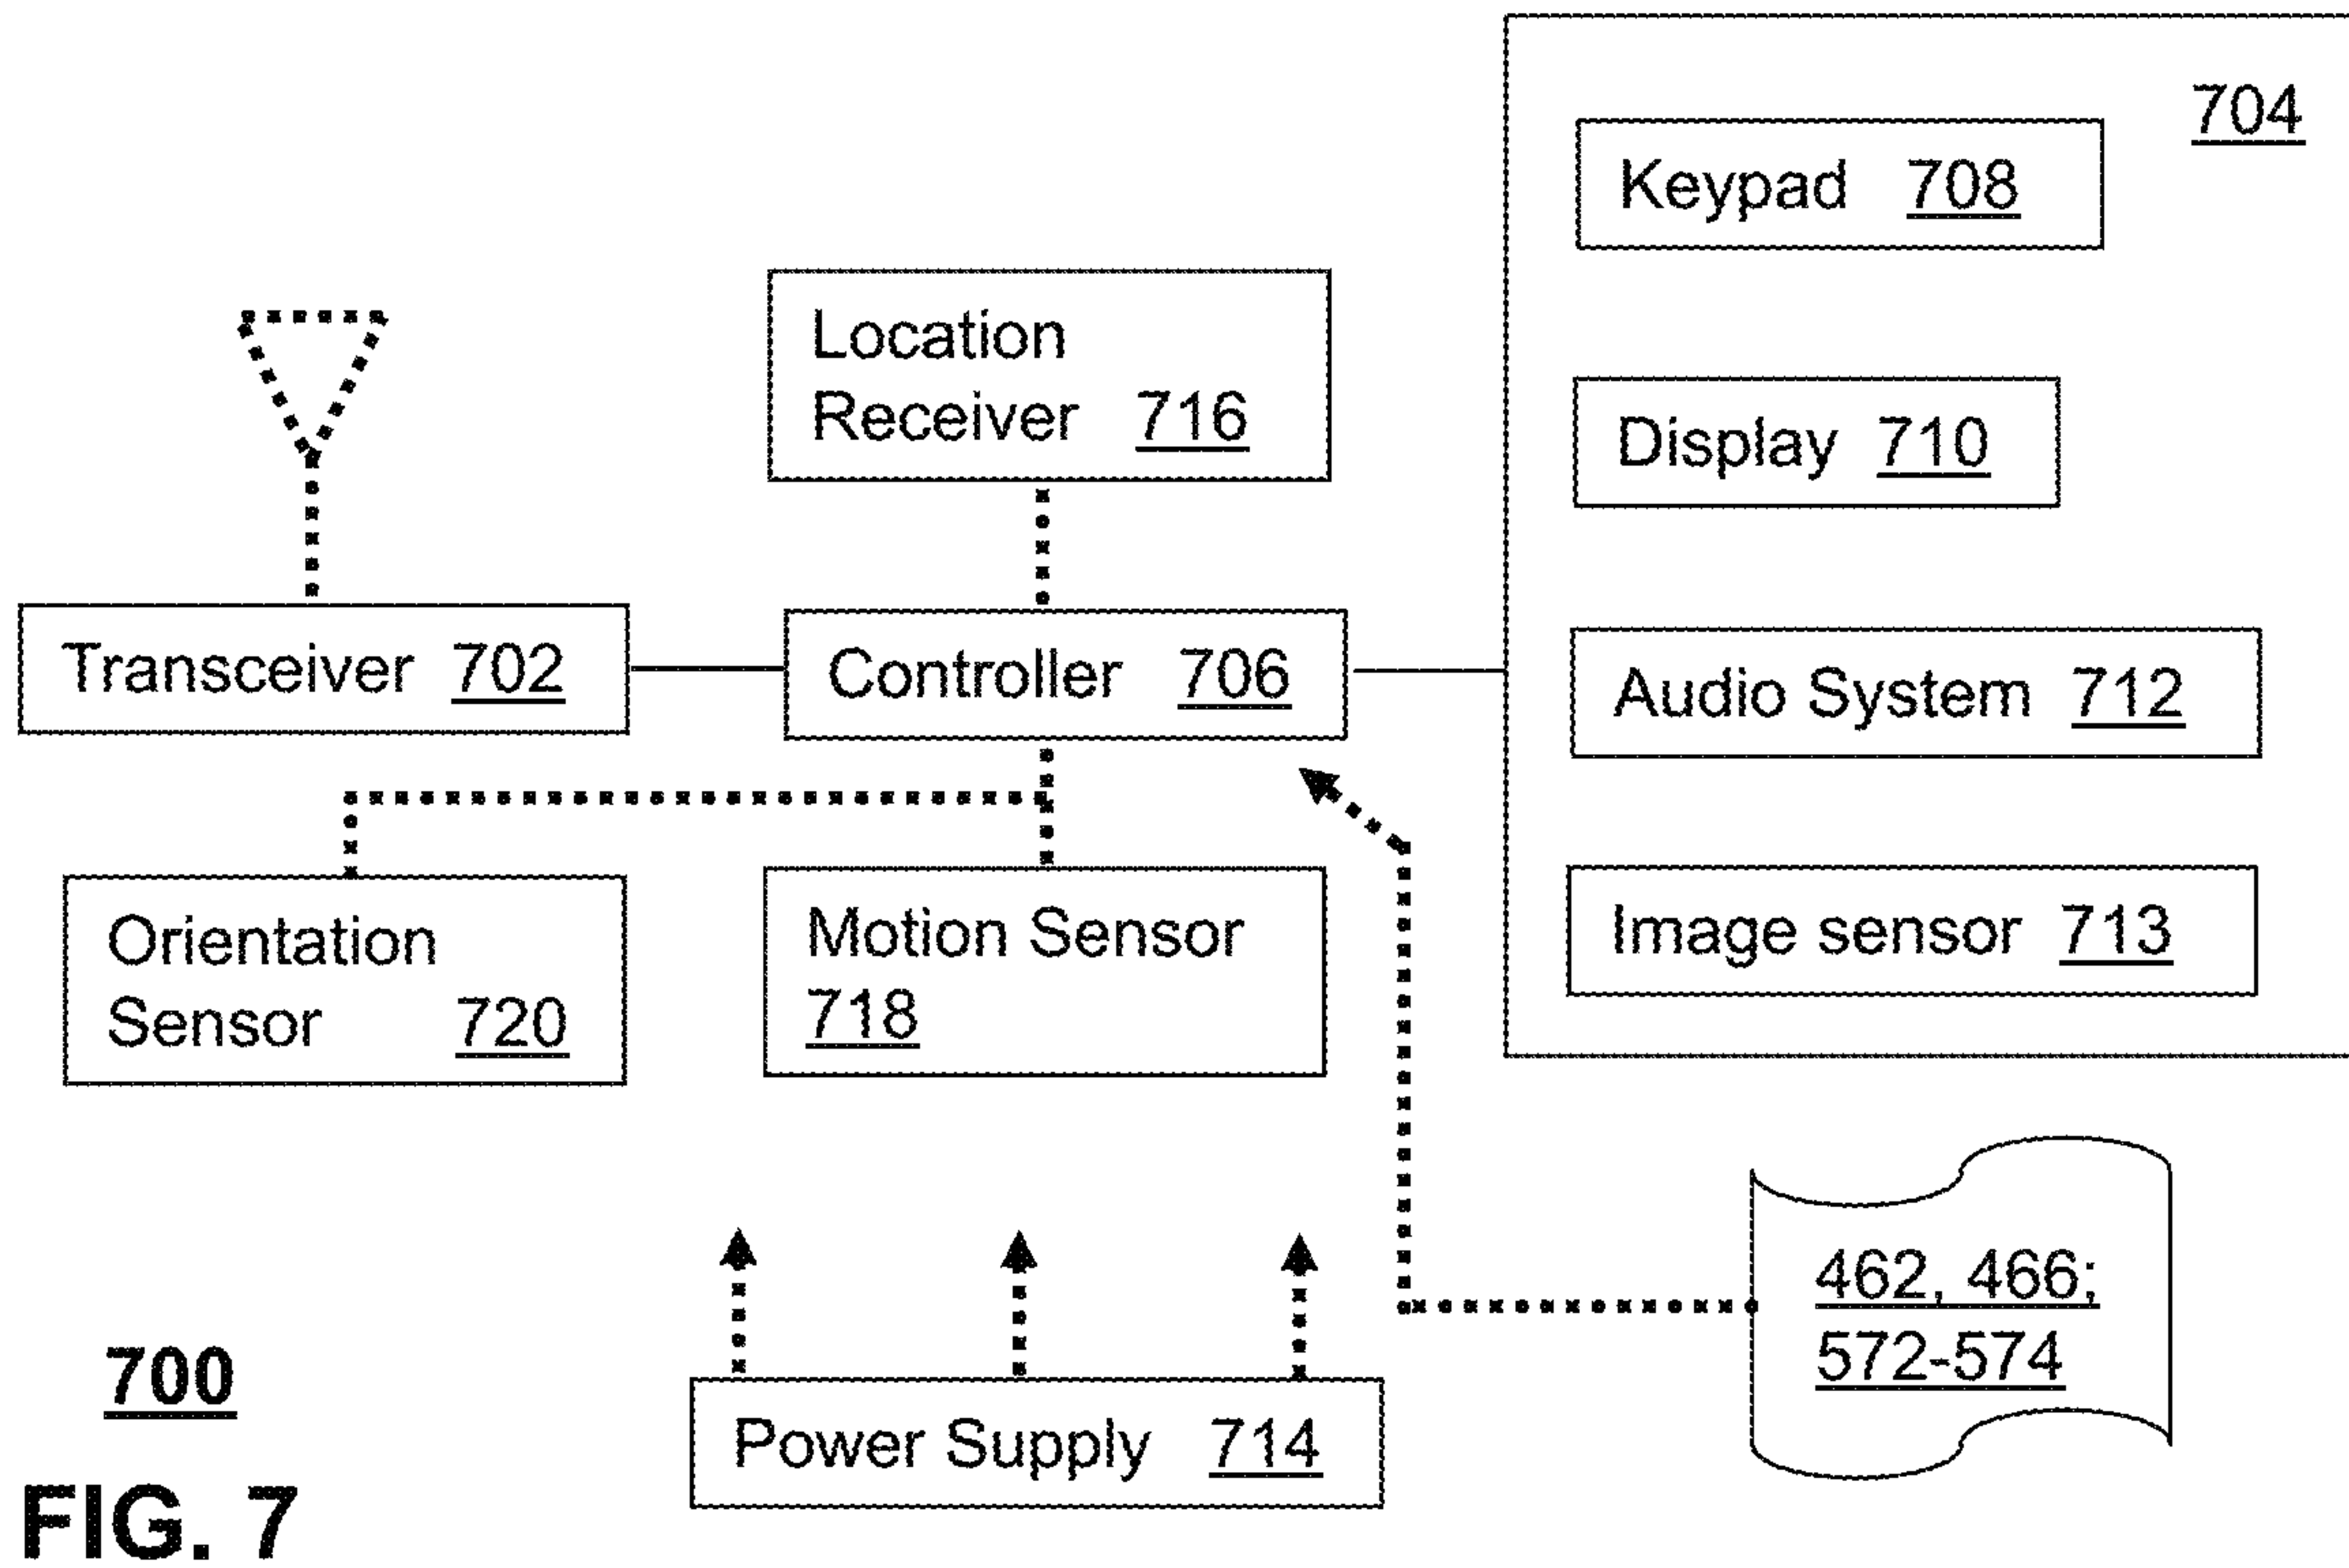 704
Keypad 708
Location
Receiver 716
Display 710
Transceiver 702
Controller 706
Audio System 712
Orientation
Sensor 720
Motion Sensor
718
Image sensor 713
462, 466;
572-574
700
Power Supply 714
FIG. 7